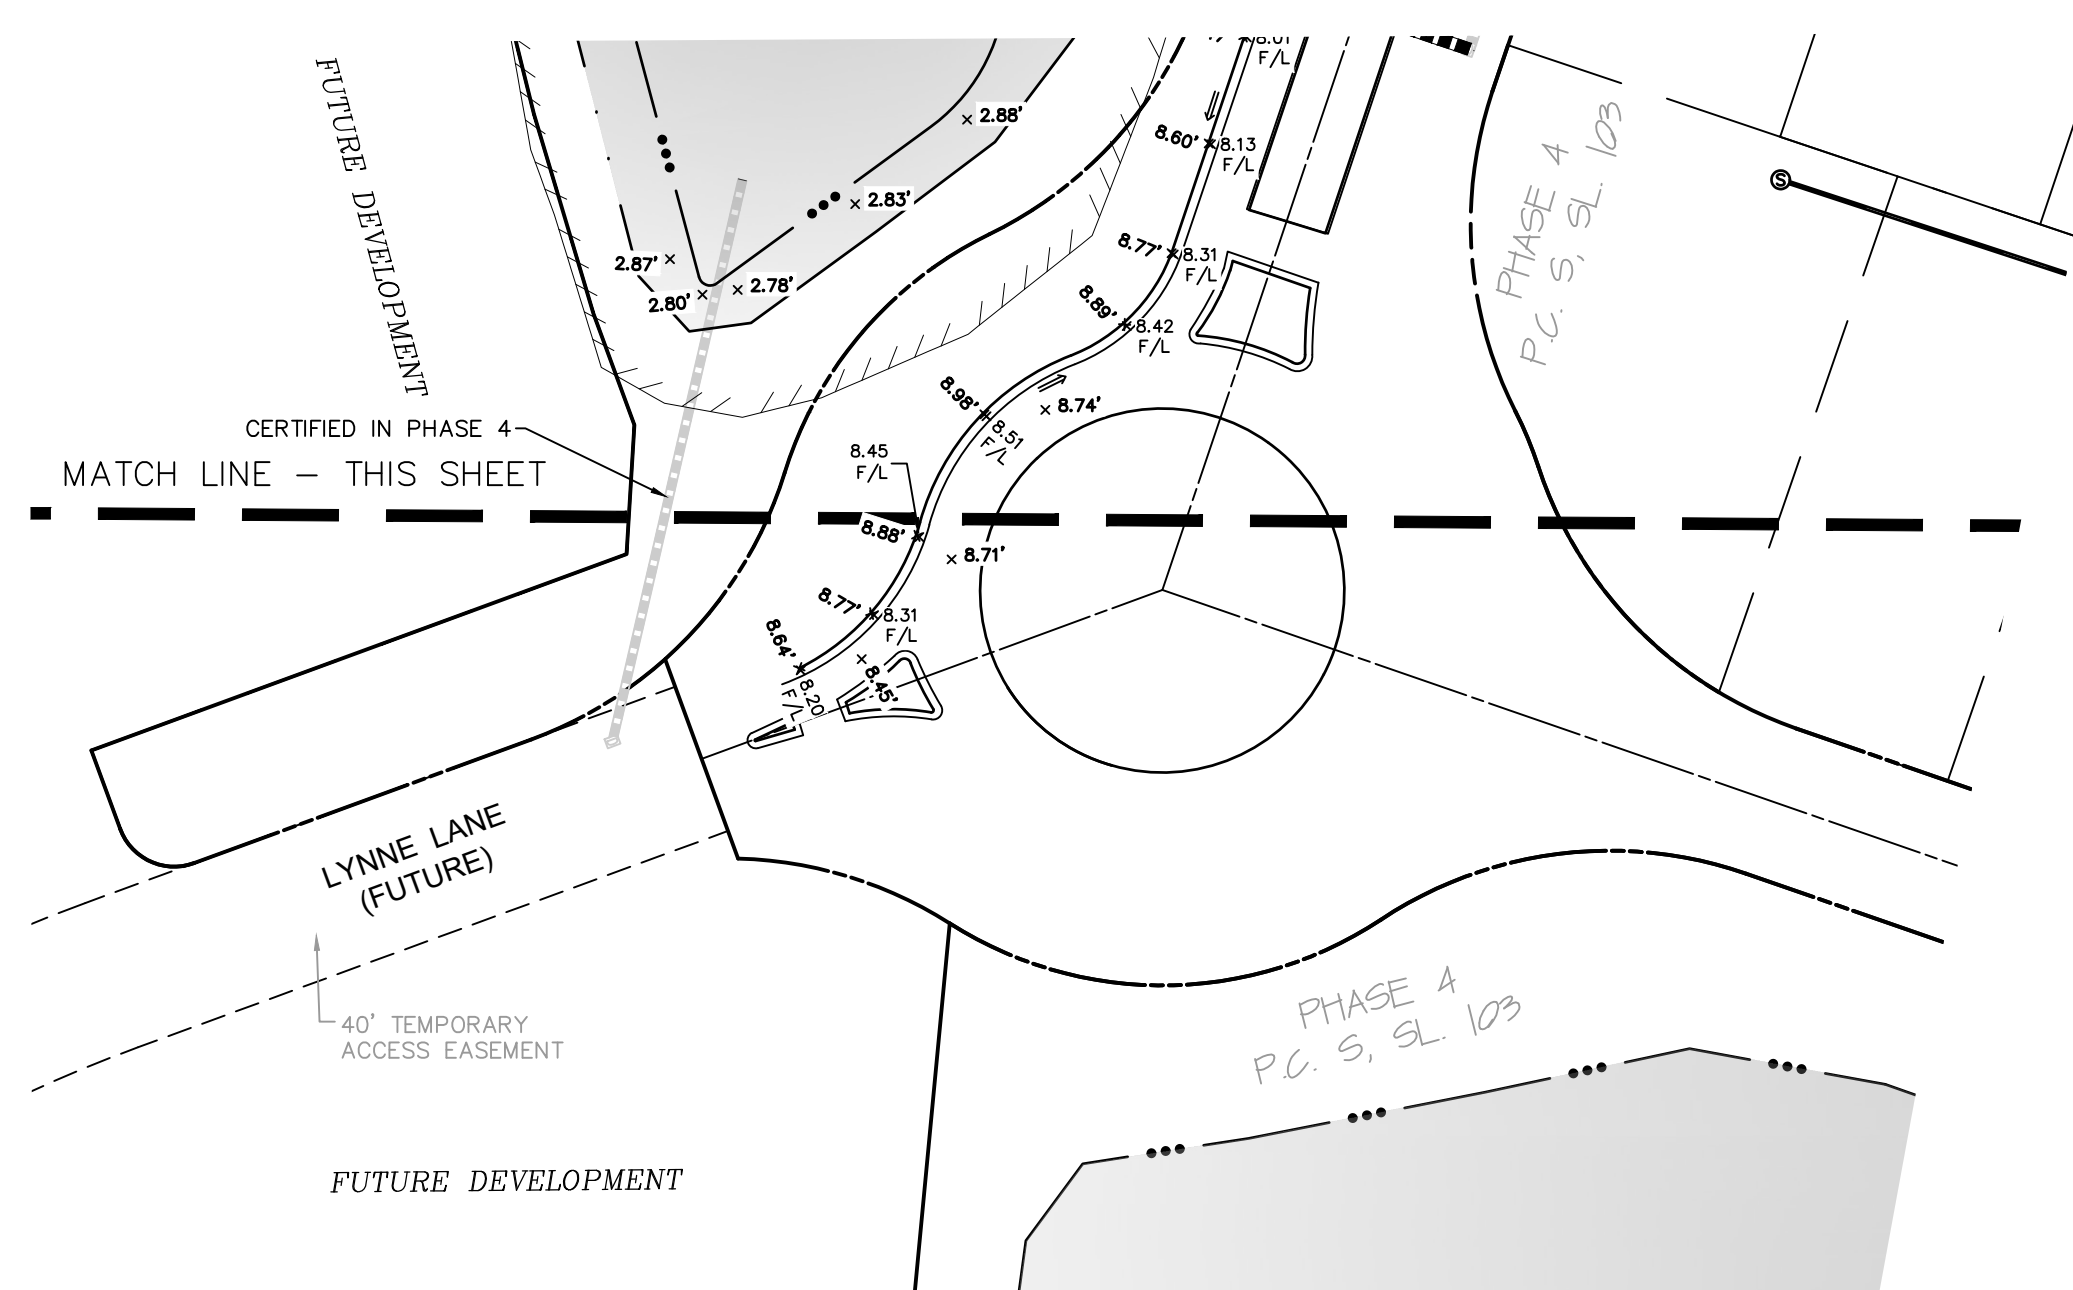 8.01
F/L
FUTURE DEVELOPMENT
2.88'
8.60'
8.13
F/L
PHASE 4
P.C. S, SL. 103
S
2.83'
8.77'
8.31
F/L
2.87'
2.78'
2.80'
8.89'
8.42
F/L
8.98'
8.51
F/L
8.74'
CERTIFIED IN PHASE 4
MATCH LINE – THIS SHEET
8.45
F/L
8.88'
8.71'
8.77'
8.31
F/L
8.64'
8.20
F/L
8.45'
LYNNE LANE
(FUTURE)
40' TEMPORARY
ACCESS EASEMENT
PHASE 4
P.C. S, SL. 103
FUTURE DEVELOPMENT